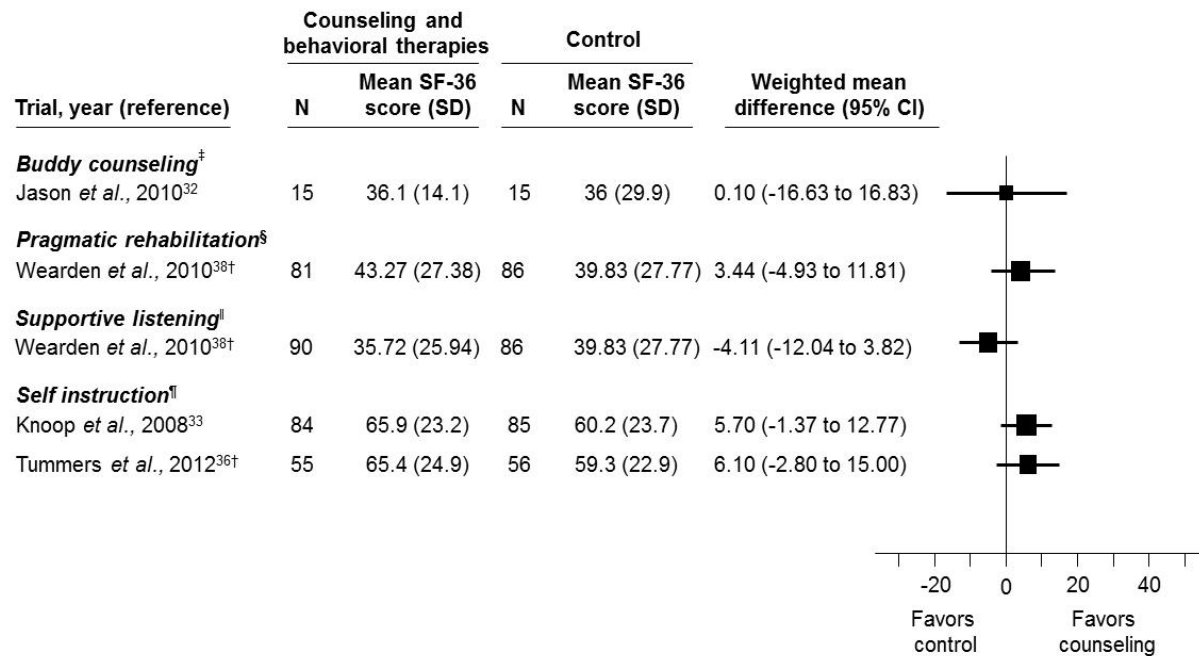 Counseling and
behavioral therapies
Control
Trial, year (reference)
N
Mean SF-36
score (SD)
N
Mean SF-36
score (SD)
Weighted mean
difference (95% CI)
Buddy counseling‡
Jason et al., 2010³² 15 36.1 (14.1) 15 36 (29.9) 0.10 (-16.63 to 16.83)
Pragmatic rehabilitation§
Wearden et al., 2010³⁸† 81 43.27 (27.38) 86 39.83 (27.77) 3.44 (-4.93 to 11.81)
Supportive listening‖
Wearden et al., 2010³⁸† 90 35.72 (25.94) 86 39.83 (27.77) -4.11 (-12.04 to 3.82)
Self instruction¶
Knoop et al., 2008³³ 84 65.9 (23.2) 85 60.2 (23.7) 5.70 (-1.37 to 12.77)
Tummers et al., 2012³⁶† 55 65.4 (24.9) 56 59.3 (22.9) 6.10 (-2.80 to 15.00)
-20 0 20 40
Favors
control
Favors
counseling